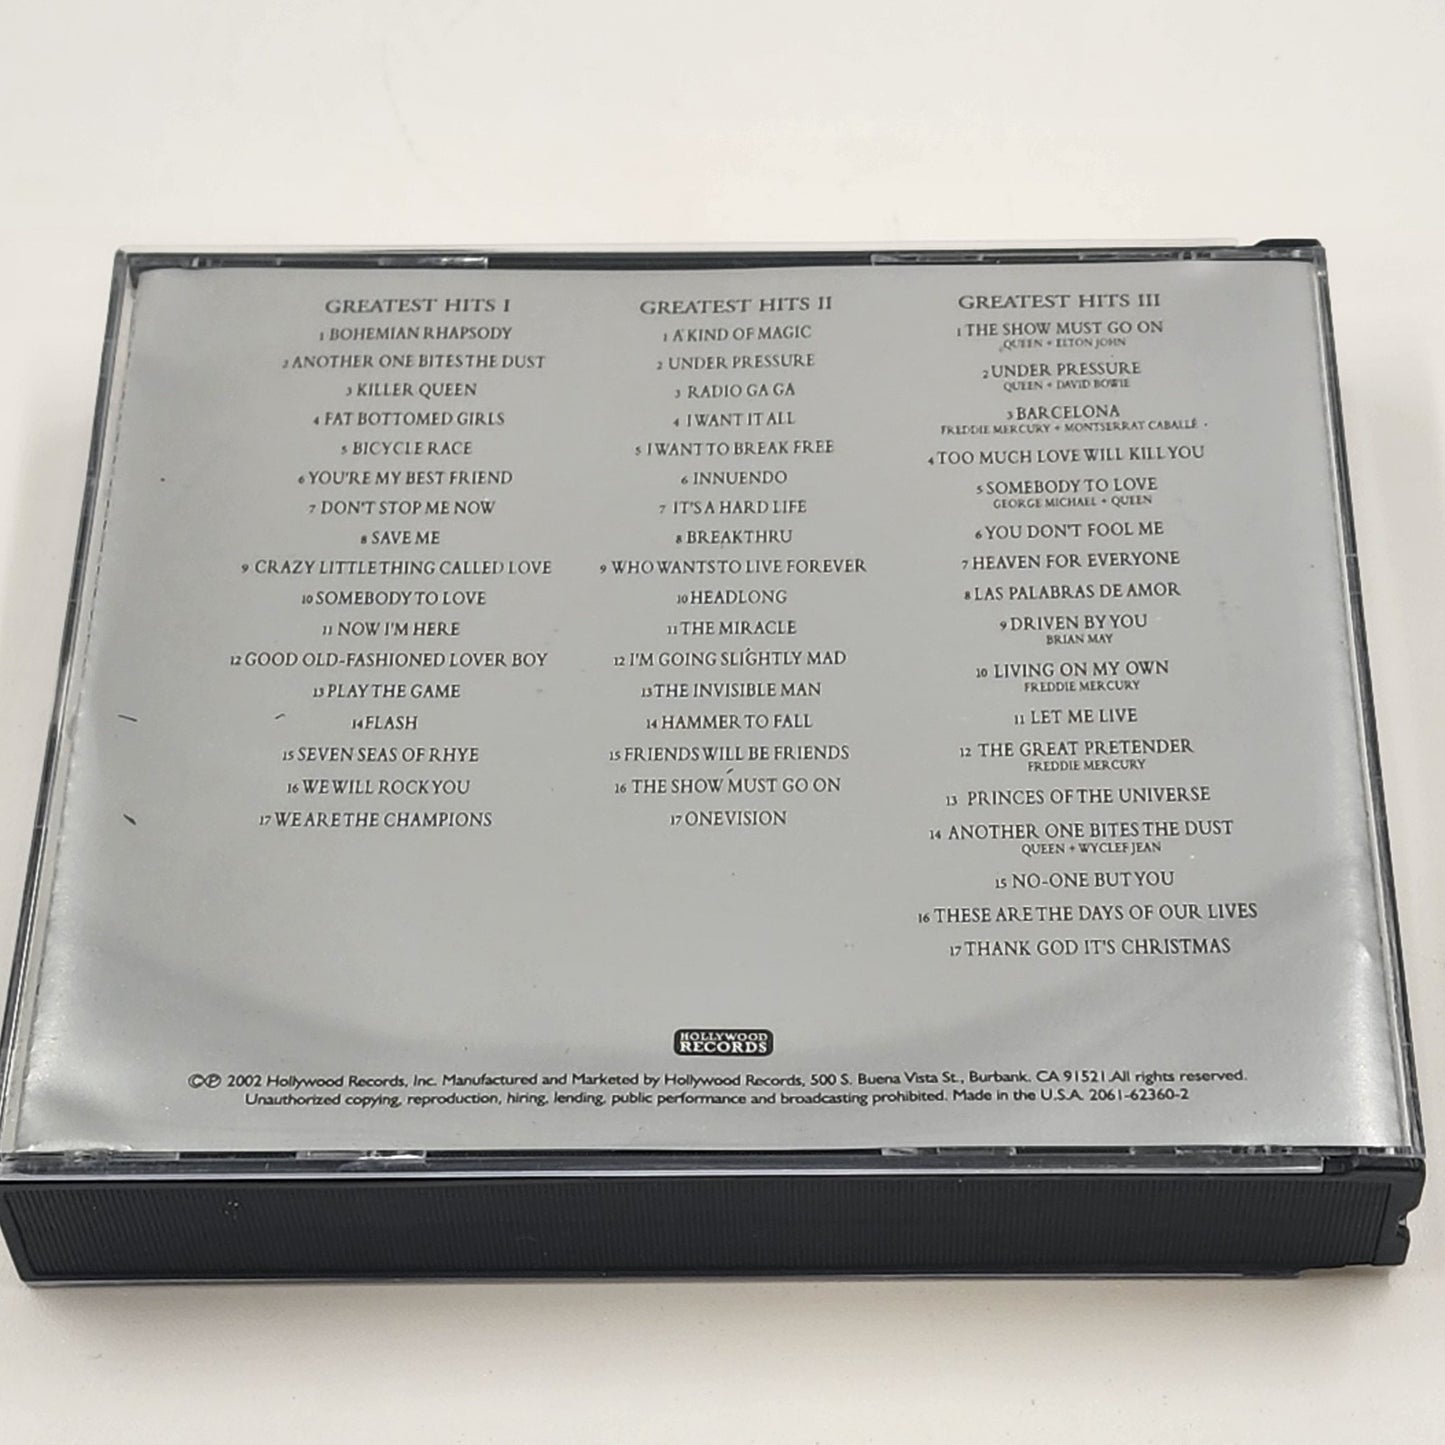 GREATEST HITS I
1 BOHEMIAN RHAPSODY
2 ANOTHER ONE BITES THE DUST
3 KILLER QUEEN
4 FAT BOTTOMED GIRLS
5 BICYCLE RACE
6 YOU'RE MY BEST FRIEND
7 DON'T STOP ME NOW
8 SAVE ME
9 CRAZY LITTLE THING CALLED LOVE
10 SOMEBODY TO LOVE
11 NOW I'M HERE
12 GOOD OLD-FASHIONED LOVER BOY
13 PLAY THE GAME
14 FLASH
15 SEVEN SEAS OF RHYE
16 WE WILL ROCK YOU
17 WE ARE THE CHAMPIONS
GREATEST HITS II
1 A KIND OF MAGIC
2 UNDER PRESSURE
3 RADIO GA GA
4 I WANT IT ALL
5 I WANT TO BREAK FREE
6 INNUENDO
7 IT'S A HARD LIFE
8 BREAKTHRU
9 WHO WANTS TO LIVE FOREVER
10 HEADLONG
11 THE MIRACLE
12 I'M GOING SLIGHTLY MAD
13 THE INVISIBLE MAN
14 HAMMER TO FALL
15 FRIENDS WILL BE FRIENDS
16 THE SHOW MUST GO ON
17 ONE VISION
GREATEST HITS III
1 THE SHOW MUST GO ON
QUEEN + ELTON JOHN
2 UNDER PRESSURE
QUEEN + DAVID BOWIE
3 BARCELONA
FREDDIE MERCURY + MONTSERRAT CABALLÉ
4 TOO MUCH LOVE WILL KILL YOU
5 SOMEBODY TO LOVE
GEORGE MICHAEL + QUEEN
6 YOU DON'T FOOL ME
7 HEAVEN FOR EVERYONE
8 LAS PALABRAS DE AMOR
9 DRIVEN BY YOU
BRIAN MAY
10 LIVING ON MY OWN
FREDDIE MERCURY
11 LET ME LIVE
12 THE GREAT PRETENDER
FREDDIE MERCURY
13 PRINCES OF THE UNIVERSE
14 ANOTHER ONE BITES THE DUST
QUEEN + WYCLEF JEAN
15 NO-ONE BUT YOU
16 THESE ARE THE DAYS OF OUR LIVES
17 THANK GOD IT'S CHRISTMAS
HOLLYWOOD
RECORDS
©℗ 2002 Hollywood Records, Inc. Manufactured and Marketed by Hollywood Records, 500 S. Buena Vista St., Burbank. CA 91521.All rights reserved.
Unauthorized copying, reproduction, hiring, lending, public performance and broadcasting prohibited. Made in the U.S.A. 2061-62360-2